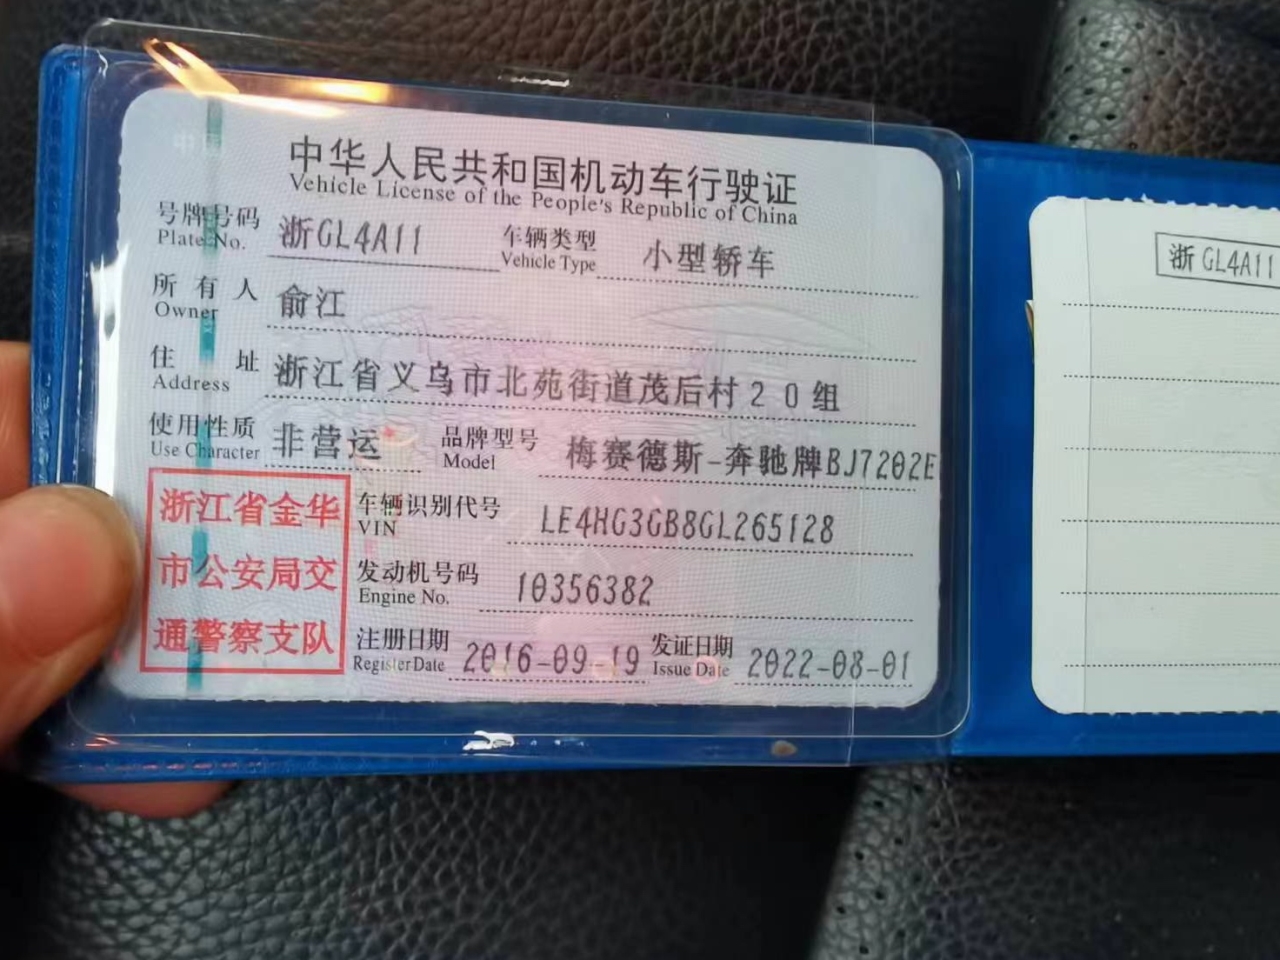 中华人民共和国机动车行驶证
Vehicle License of the People's Republic of China
号牌号码 浙GL4A11 车辆类型 小型轿车
Plate No. Vehicle Type
所有人 俞江
Owner
住址 浙江省义乌市北苑街道茂后村20组
Address
使用性质 非营运 品牌型号 梅赛德斯-奔驰牌BJ7202E
Use Character Model
浙江省金华
市公安局交
通警察支队
车辆识别代号 LE4HG3GB8GL265128
VIN
发动机号码 10356382
Engine No.
注册日期 2016-09-19 发证日期 2022-08-01
Register Date Issue Date
浙GL4A11